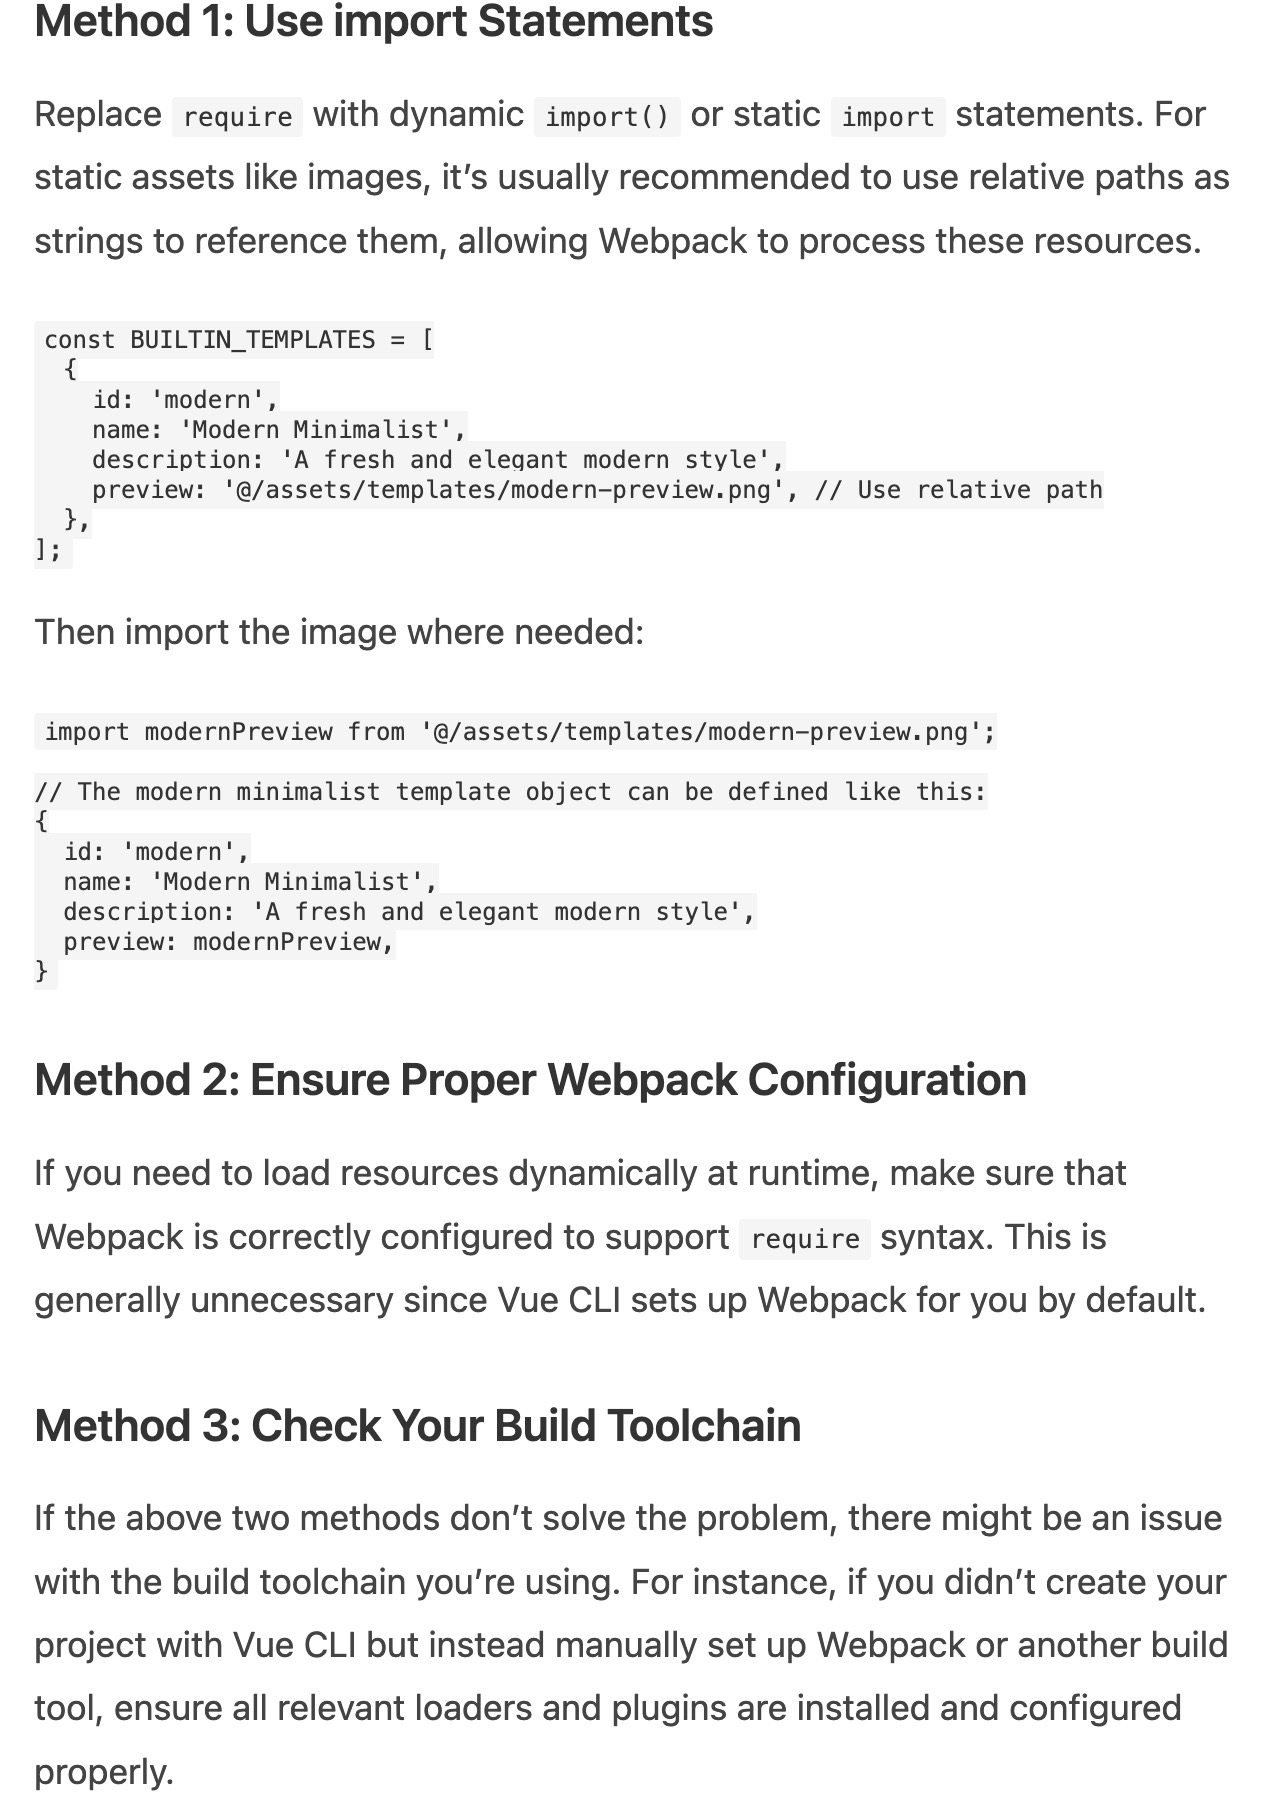 Method 1: Use import Statements
Replace require with dynamic import() or static import statements. For
static assets like images, it’s usually recommended to use relative paths as
strings to reference them, allowing Webpack to process these resources.
const BUILTIN_TEMPLATES = [
  {
    id: 'modern',
    name: 'Modern Minimalist',
    description: 'A fresh and elegant modern style',
    preview: '@/assets/templates/modern-preview.png', // Use relative path
  },
];
Then import the image where needed:
import modernPreview from '@/assets/templates/modern-preview.png';
// The modern minimalist template object can be defined like this:
{
  id: 'modern',
  name: 'Modern Minimalist',
  description: 'A fresh and elegant modern style',
  preview: modernPreview,
}
Method 2: Ensure Proper Webpack Configuration
If you need to load resources dynamically at runtime, make sure that
Webpack is correctly configured to support require syntax. This is
generally unnecessary since Vue CLI sets up Webpack for you by default.
Method 3: Check Your Build Toolchain
If the above two methods don’t solve the problem, there might be an issue
with the build toolchain you’re using. For instance, if you didn’t create your
project with Vue CLI but instead manually set up Webpack or another build
tool, ensure all relevant loaders and plugins are installed and configured
properly.